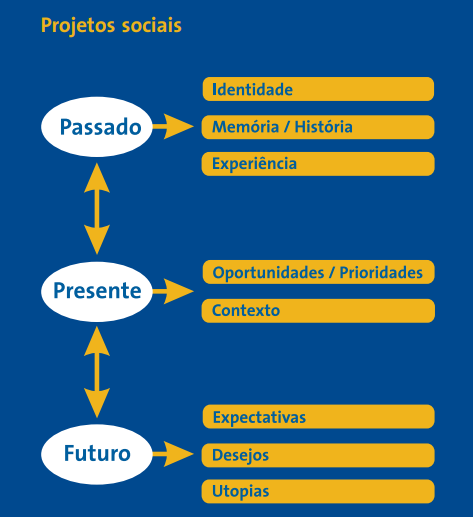 Projetos sociais
Identidade
Passado
Memória / História
Experiência
Oportunidades / Prioridades
Presente
Contexto
Expectativas
Futuro
Desejos
Utopias